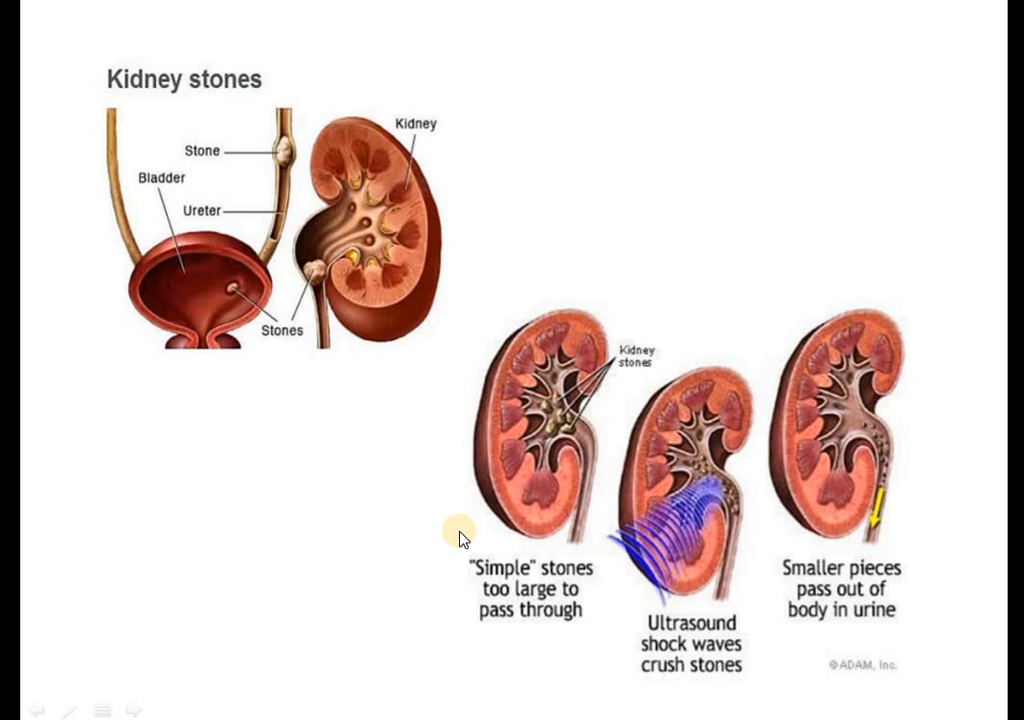 Kidney stones
Kidney
Stone
Bladder
Ureter
Stones
Kidney
stones
"Simple" stones
too large to
pass through
Ultrasound
shock waves
crush stones
Smaller pieces
pass out of
body in urine
©ADAM, Inc.